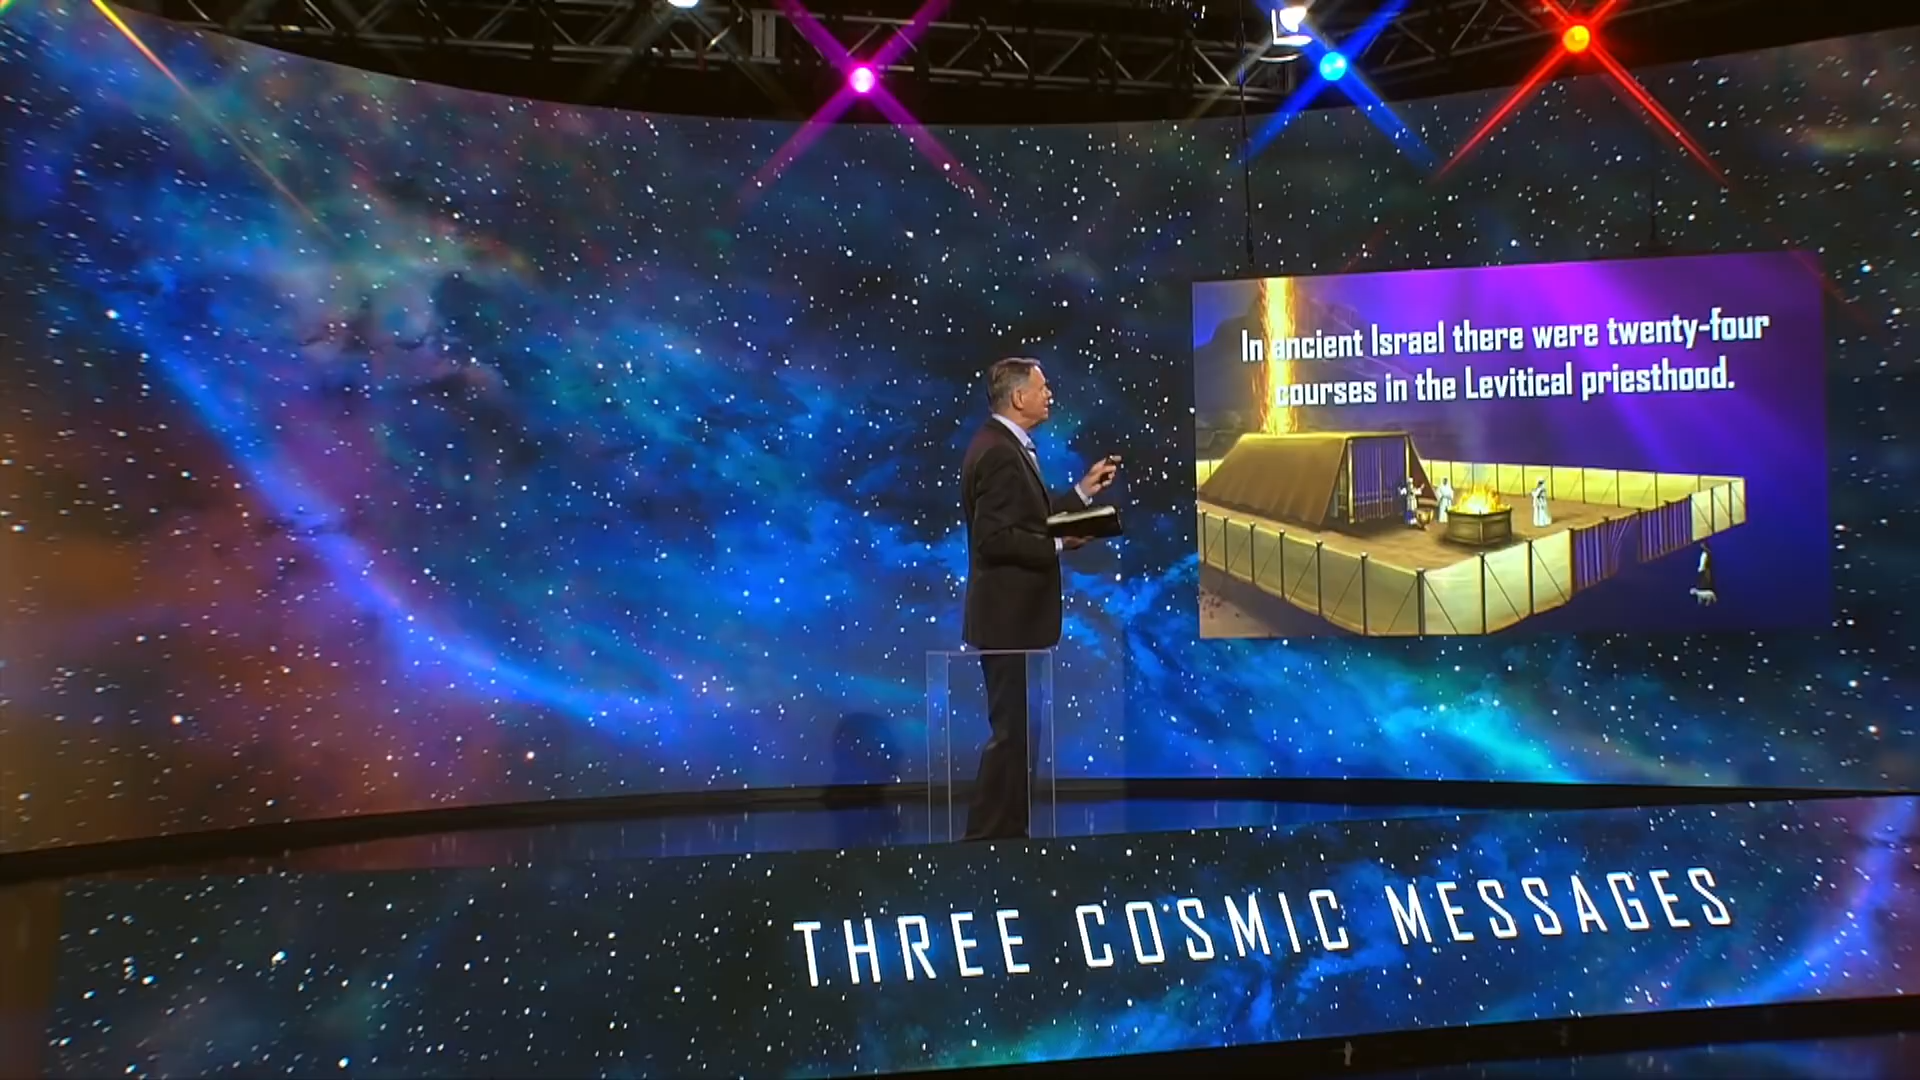 In ancient Israel there were twenty-four
courses in the Levitical priesthood.
THREE COSMIC MESSAGES